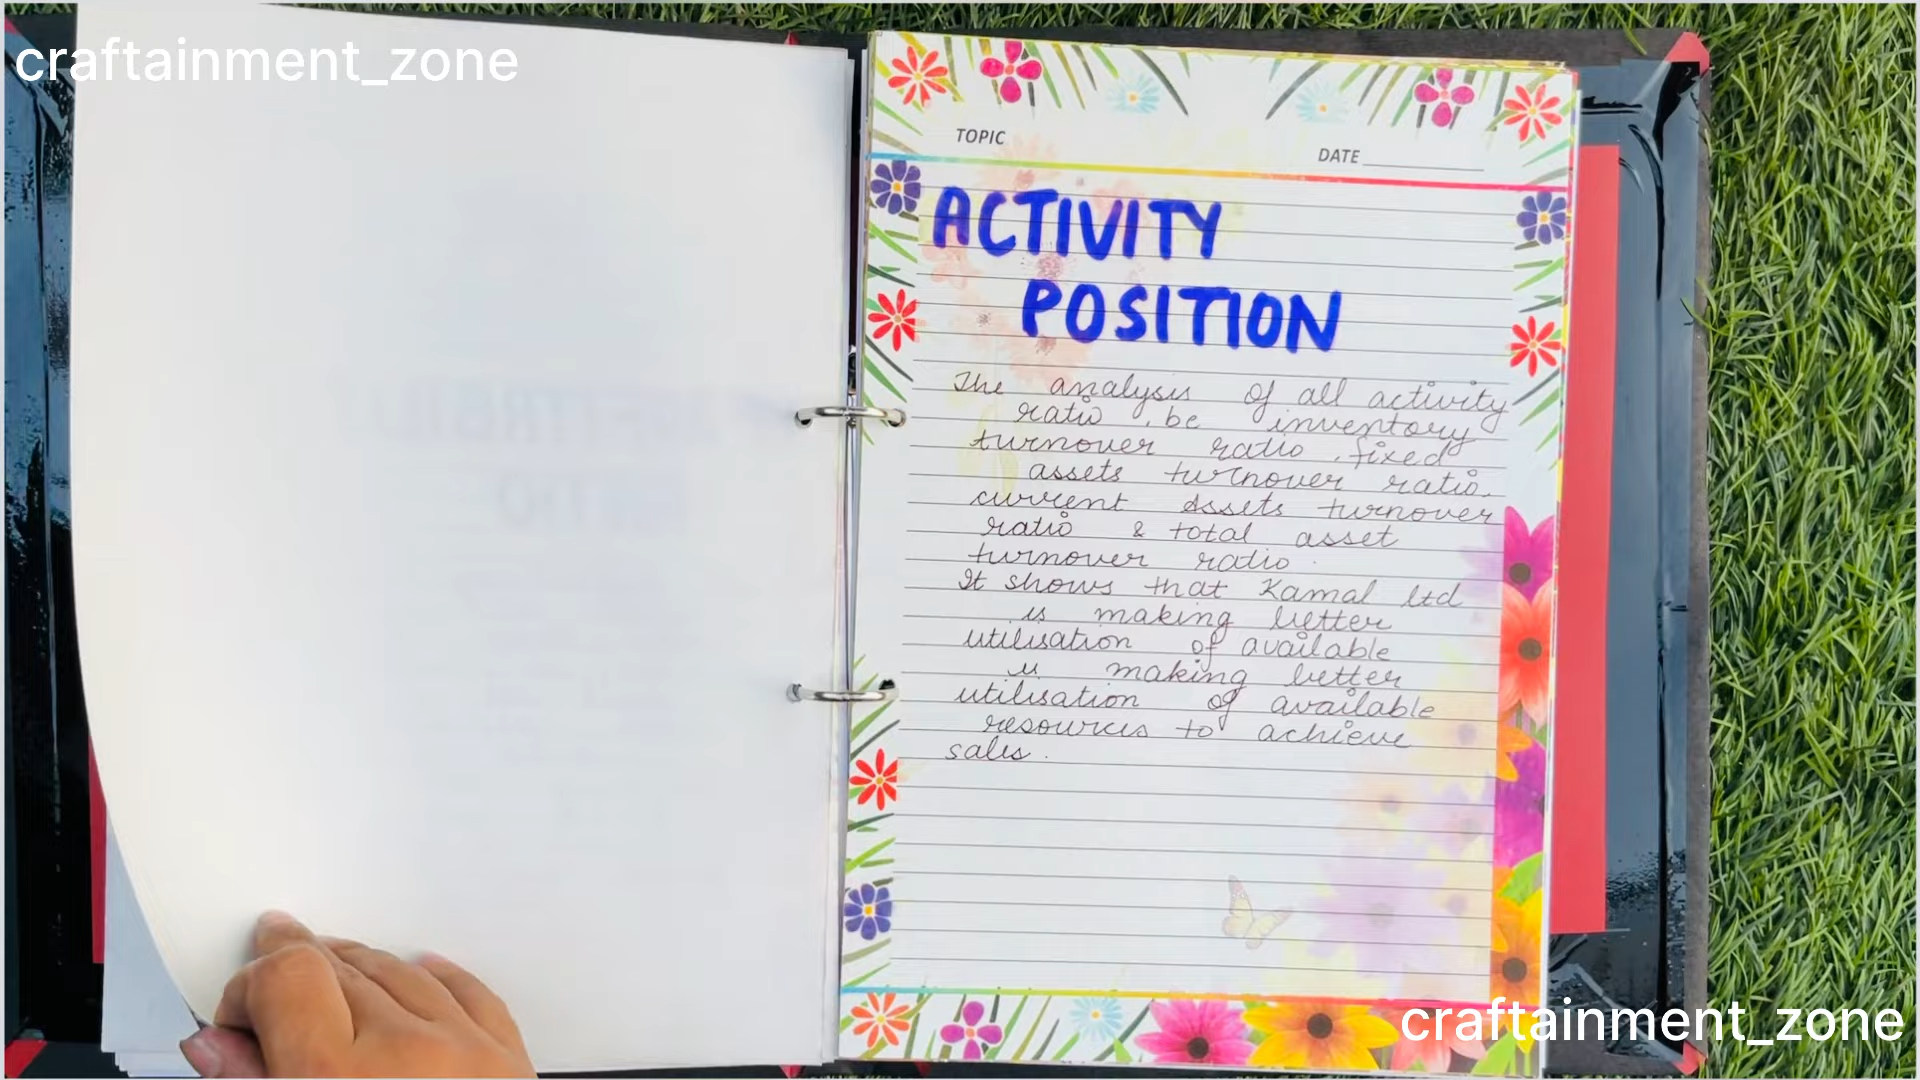 craftainment_zone
TOPIC
DATE
ACTIVITY
POSITION
The analysis of all activity
ratio, be inventory
turnover ratio, fixed
assets turnover ratio,
current assets turnover
ratio & total asset
turnover ratio.
It shows that Kamal ltd
is making better
utilisation of available
is making better
utilisation of available
resources to achieve
sales.
craftainment_zone